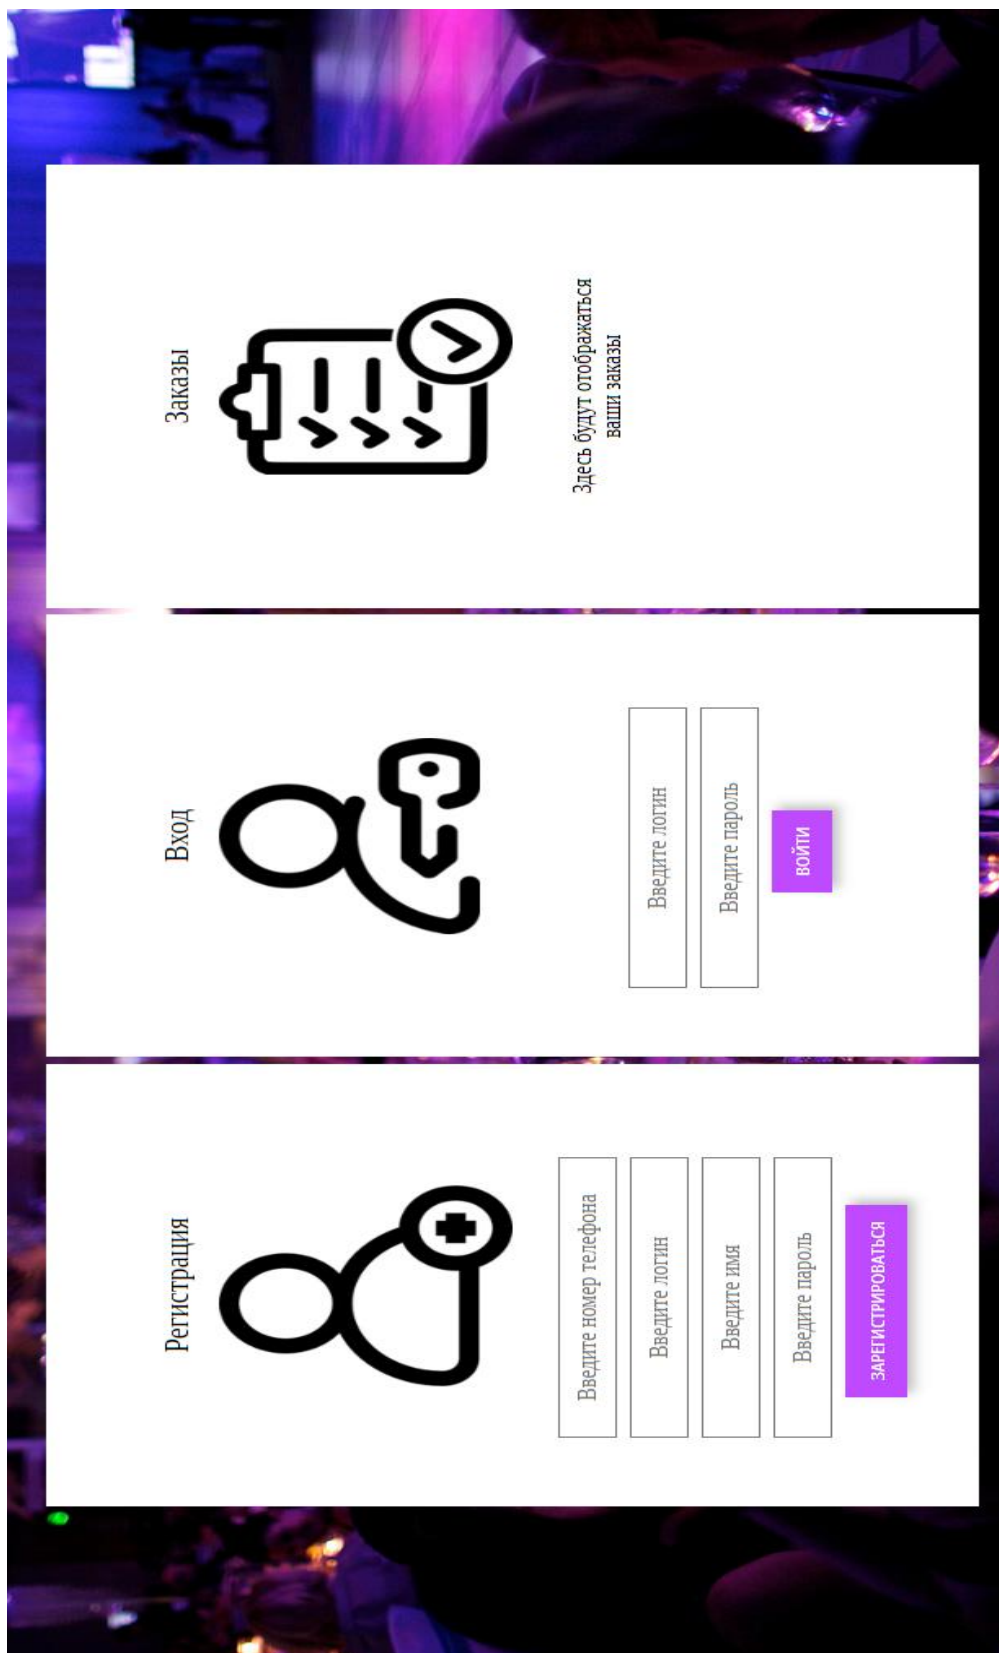 Регистрация
Введите номер телефона
Введите логин
Введите имя
Введите пароль
ЗАРЕГИСТРИРОВАТЬСЯ
Вход
Введите логин
Введите пароль
ВОЙТИ
Заказы
Здесь будут отображаться
ваши заказы